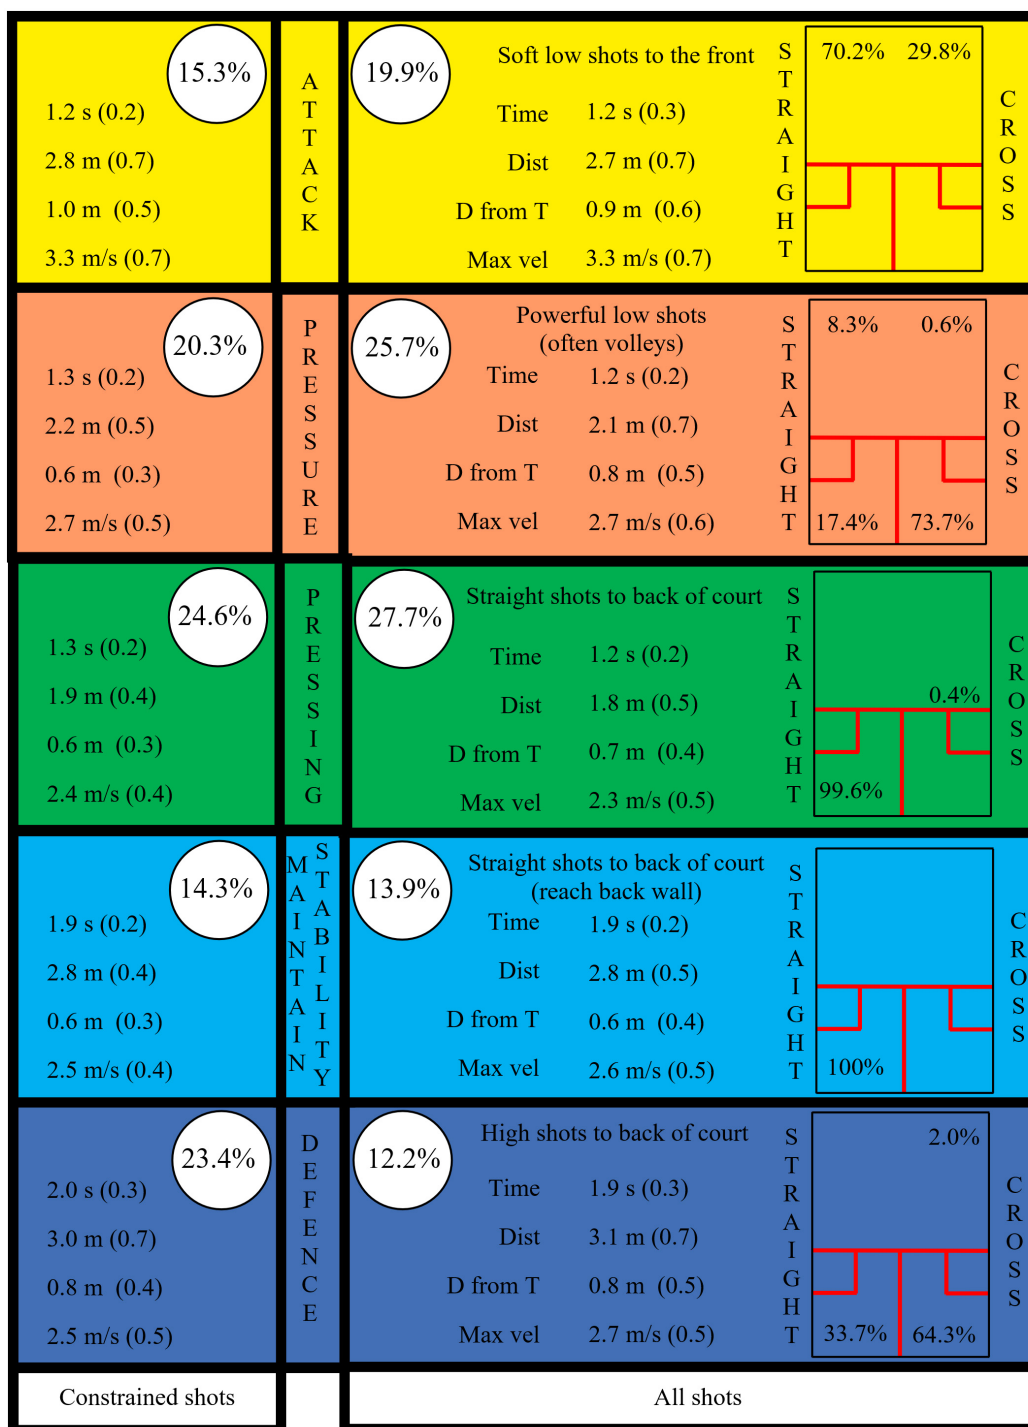 15.3%
1.2 s (0.2)
2.8 m (0.7)
1.0 m (0.5)
3.3 m/s (0.7)
ATTACK
19.9%
Soft low shots to the front
Time 1.2 s (0.3)
Dist 2.7 m (0.7)
D from T 0.9 m (0.6)
Max vel 3.3 m/s (0.7)
STRAIGHT
70.2% 29.8%
CROSS
20.3%
1.3 s (0.2)
2.2 m (0.5)
0.6 m (0.3)
2.7 m/s (0.5)
PRESSURE
25.7%
Powerful low shots
(often volleys)
Time 1.2 s (0.2)
Dist 2.1 m (0.7)
D from T 0.8 m (0.5)
Max vel 2.7 m/s (0.6)
STRAIGHT
8.3% 0.6%
17.4% 73.7%
CROSS
24.6%
1.3 s (0.2)
1.9 m (0.4)
0.6 m (0.3)
2.4 m/s (0.4)
PRESSING
27.7%
Straight shots to back of court
Time 1.2 s (0.2)
Dist 1.8 m (0.5)
D from T 0.7 m (0.4)
Max vel 2.3 m/s (0.5)
STRAIGHT
0.4%
99.6%
CROSS
14.3%
1.9 s (0.2)
2.8 m (0.4)
0.6 m (0.3)
2.5 m/s (0.4)
MAINTAIN
STABILITY
13.9%
Straight shots to back of court
(reach back wall)
Time 1.9 s (0.2)
Dist 2.8 m (0.5)
D from T 0.6 m (0.4)
Max vel 2.6 m/s (0.5)
STRAIGHT
100%
CROSS
23.4%
2.0 s (0.3)
3.0 m (0.7)
0.8 m (0.4)
2.5 m/s (0.5)
DEFENCE
12.2%
High shots to back of court
Time 1.9 s (0.3)
Dist 3.1 m (0.7)
D from T 0.8 m (0.5)
Max vel 2.7 m/s (0.5)
STRAIGHT
2.0%
33.7% 64.3%
CROSS
Constrained shots
All shots